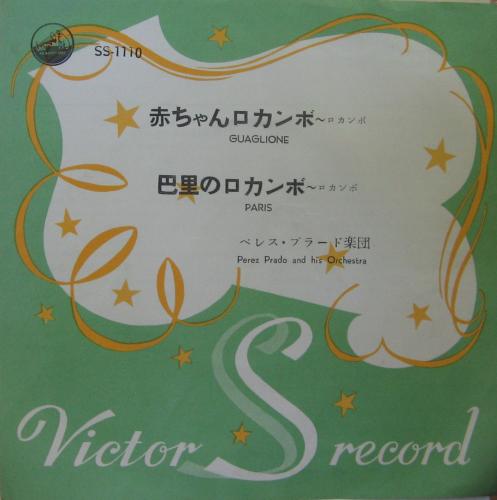 SS-1110
赤ちゃんロカンボ〜ロカンボ
GUAGLIONE
巴里のロカンボ〜ロカンボ
PARIS
ペレス・プラード楽団
Perez Prado and his Orchestra
Victor S record